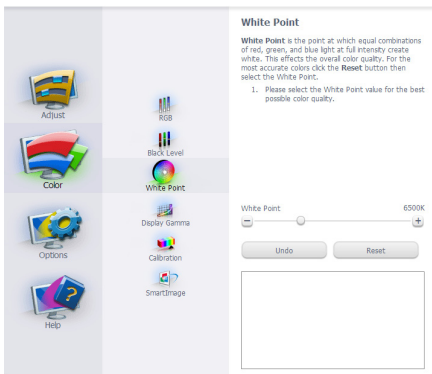 Adjust
Color
Options
Help
RGB
Black Level
White Point
Display Gamma
Calibration
SmartImage
White Point
White Point is the point at which equal combinations
of red, green, and blue light at full intensity create
white. This effects the overall color quality. For the
most accurate colors click the Reset button then
select the White Point.
1. Please select the White Point value for the best
possible color quality.
White Point 6500K
Undo Reset